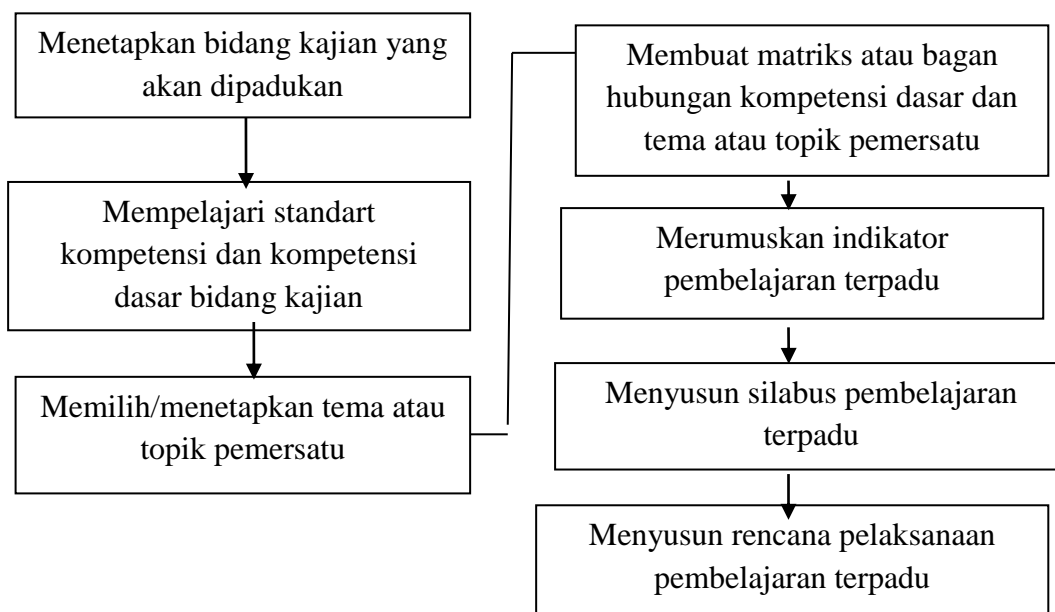 Menetapkan bidang kajian yang
akan dipadukan
Mempelajari standart
kompetensi dan kompetensi
dasar bidang kajian
Memilih/menetapkan tema atau
topik pemersatu
Membuat matriks atau bagan
hubungan kompetensi dasar dan
tema atau topik pemersatu
Merumuskan indikator
pembelajaran terpadu
Menyusun silabus pembelajaran
terpadu
Menyusun rencana pelaksanaan
pembelajaran terpadu